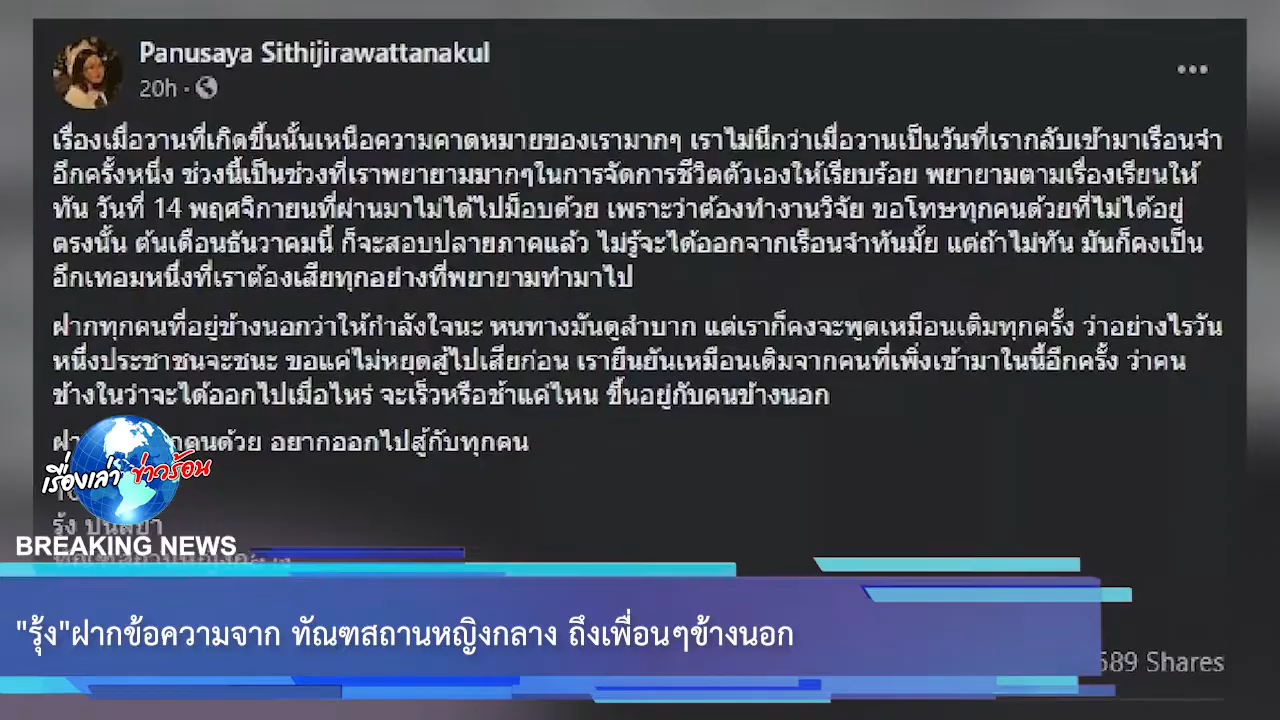 Panusaya Sithijirawattanakul
20h
เรื่องเมื่อวานที่เกิดขึ้นนั้นเหนือความคาดหมายของเรามากๆ เราไม่นึกว่าเมื่อวานเป็นวันที่เรากลับเข้ามาเรือนจำ
อีกครั้งหนึ่ง ช่วงนี้เป็นช่วงที่เราพยายามมากๆในการจัดการชีวิตตัวเองให้เรียบร้อย พยายามตามเรื่องเรียนให้
ทัน วันที่ 14 พฤศจิกายนที่ผ่านมาไม่ได้ไปม็อบด้วย เพราะว่าต้องทำงานวิจัย ขอโทษทุกคนด้วยที่ไม่ได้อยู่
ตรงนั้น ต้นเดือนธันวาคมนี้ ก็จะสอบปลายภาคแล้ว ไม่รู้จะได้ออกจากเรือนจำทันมั้ย แต่ถ้าไม่ทัน มันก็คงเป็น
อีกเทอมหนึ่งที่เราต้องเสียทุกอย่างที่พยายามทำมาไป
ฝากทุกคนที่อยู่ข้างนอกว่าให้กำลังใจนะ หนทางมันดูลำบาก แต่เราก็คงจะพูดเหมือนเดิมทุกครั้ง ว่าอย่างไรวัน
หนึ่งประชาชนจะชนะ ขอแค่ไม่หยุดสู้ไปเสียก่อน เรายืนยันเหมือนเดิมจากคนที่เพิ่งเข้ามาในนี้อีกครั้ง ว่าคน
ข้างในว่าจะได้ออกไปเมื่อไหร่ จะเร็วหรือช้าแค่ไหน ขึ้นอยู่กับคนข้างนอก
คนด้วย อยากออกไปสู้กับทุกคน
เรื่องเล่า ข่าวร้อน
รุ้ง ปนัสยา
BREAKING NEWS
"รุ้ง"ฝากข้อความจาก ทัณฑสถานหญิงกลาง ถึงเพื่อนๆข้างนอก
589 Shares